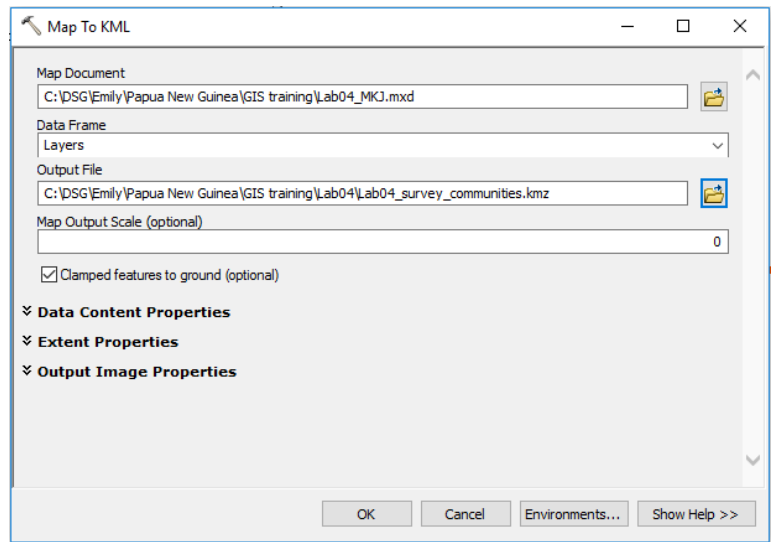 Map To KML
Map Document
C:\DSG\Emily\Papua New Guinea\GIS training\Lab04_MKJ.mxd
Data Frame
Layers
Output File
C:\DSG\Emily\Papua New Guinea\GIS training\Lab04\Lab04_survey_communities.kmz
Map Output Scale (optional)
0
Clamped features to ground (optional)
Data Content Properties
Extent Properties
Output Image Properties
OK Cancel Environments... Show Help >>